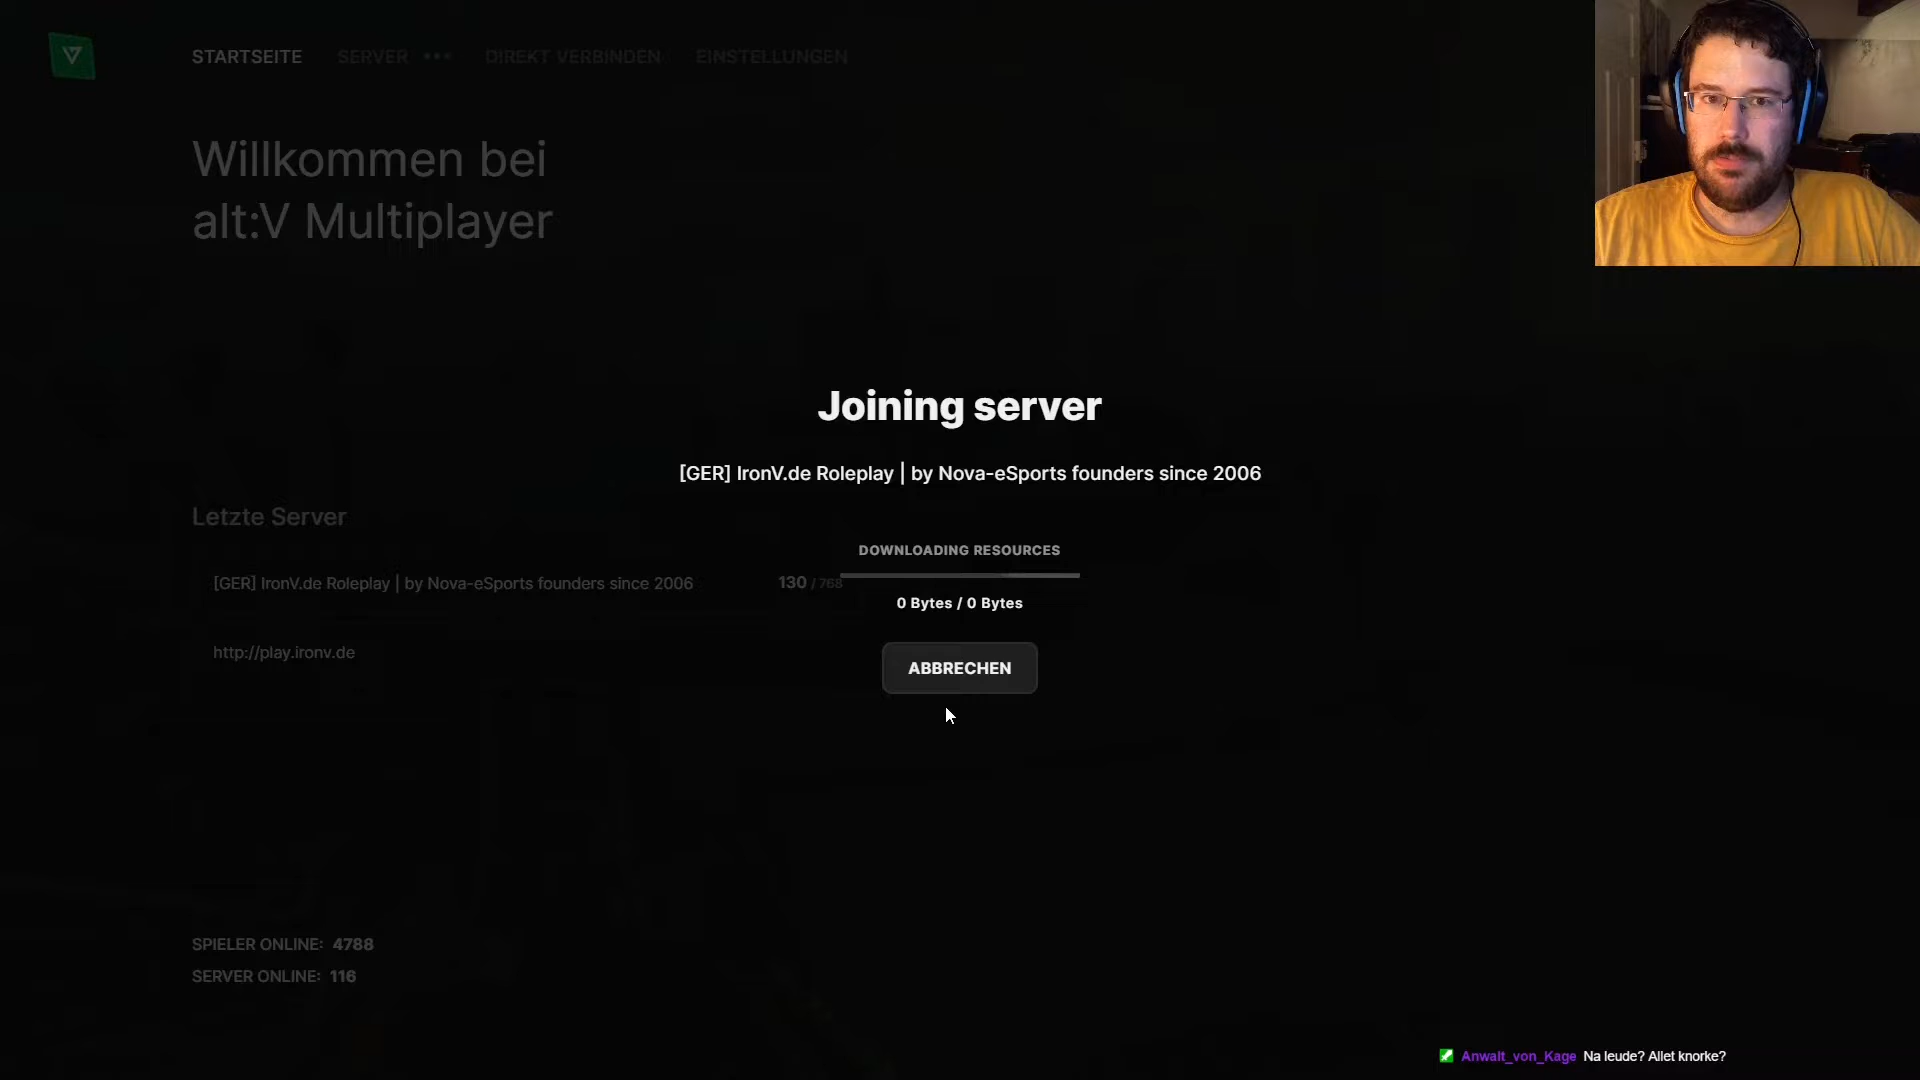 STARTSEITE SERVER ••• DIREKT VERBINDEN EINSTELLUNGEN
Willkommen bei
alt:V Multiplayer
Joining server
[GER] IronV.de Roleplay | by Nova-eSports founders since 2006
Letzte Server
DOWNLOADING RESOURCES
[GER] IronV.de Roleplay | by Nova-eSports founders since 2006 130 / 768
0 Bytes / 0 Bytes
http://play.ironv.de
ABBRECHEN
SPIELER ONLINE: 4788
SERVER ONLINE: 116
Anwalt_von_Kage Na leude? Allet knorke?